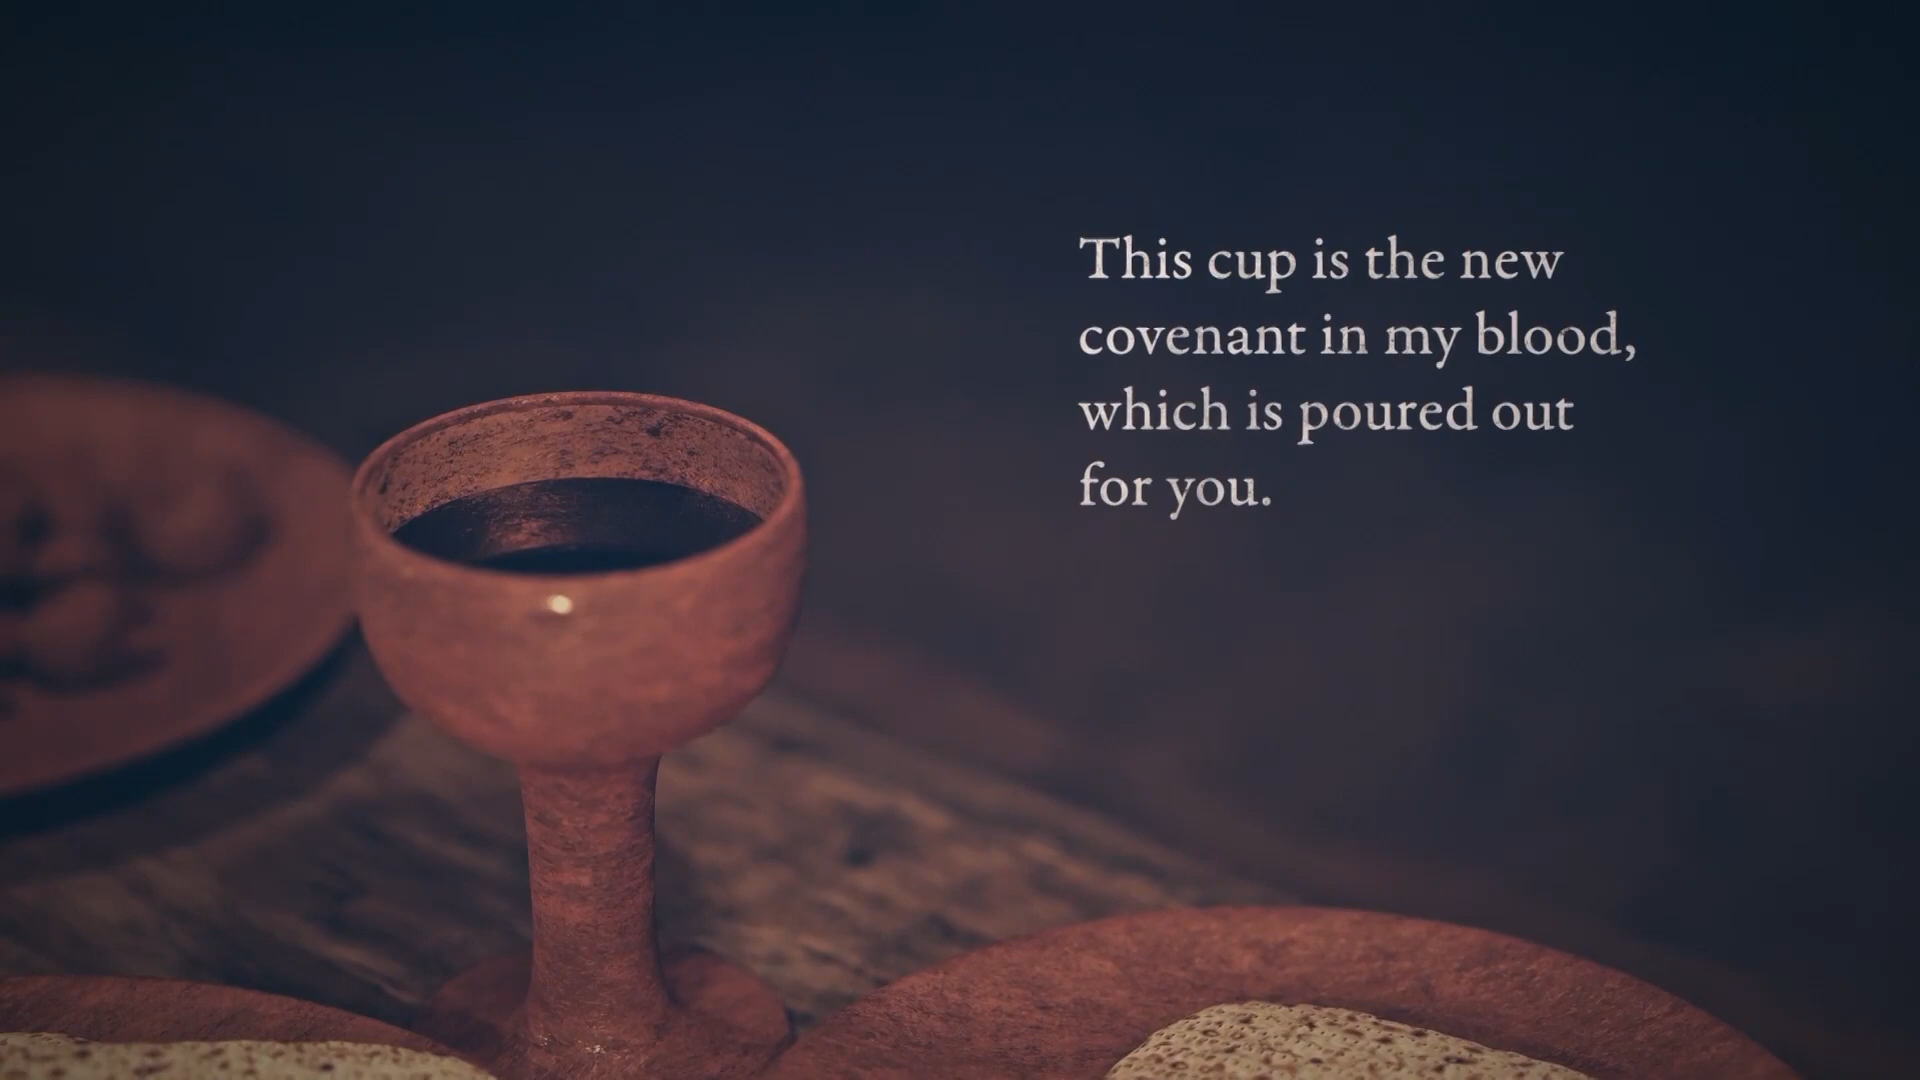 This cup is the new
covenant in my blood,
which is poured out
for you.